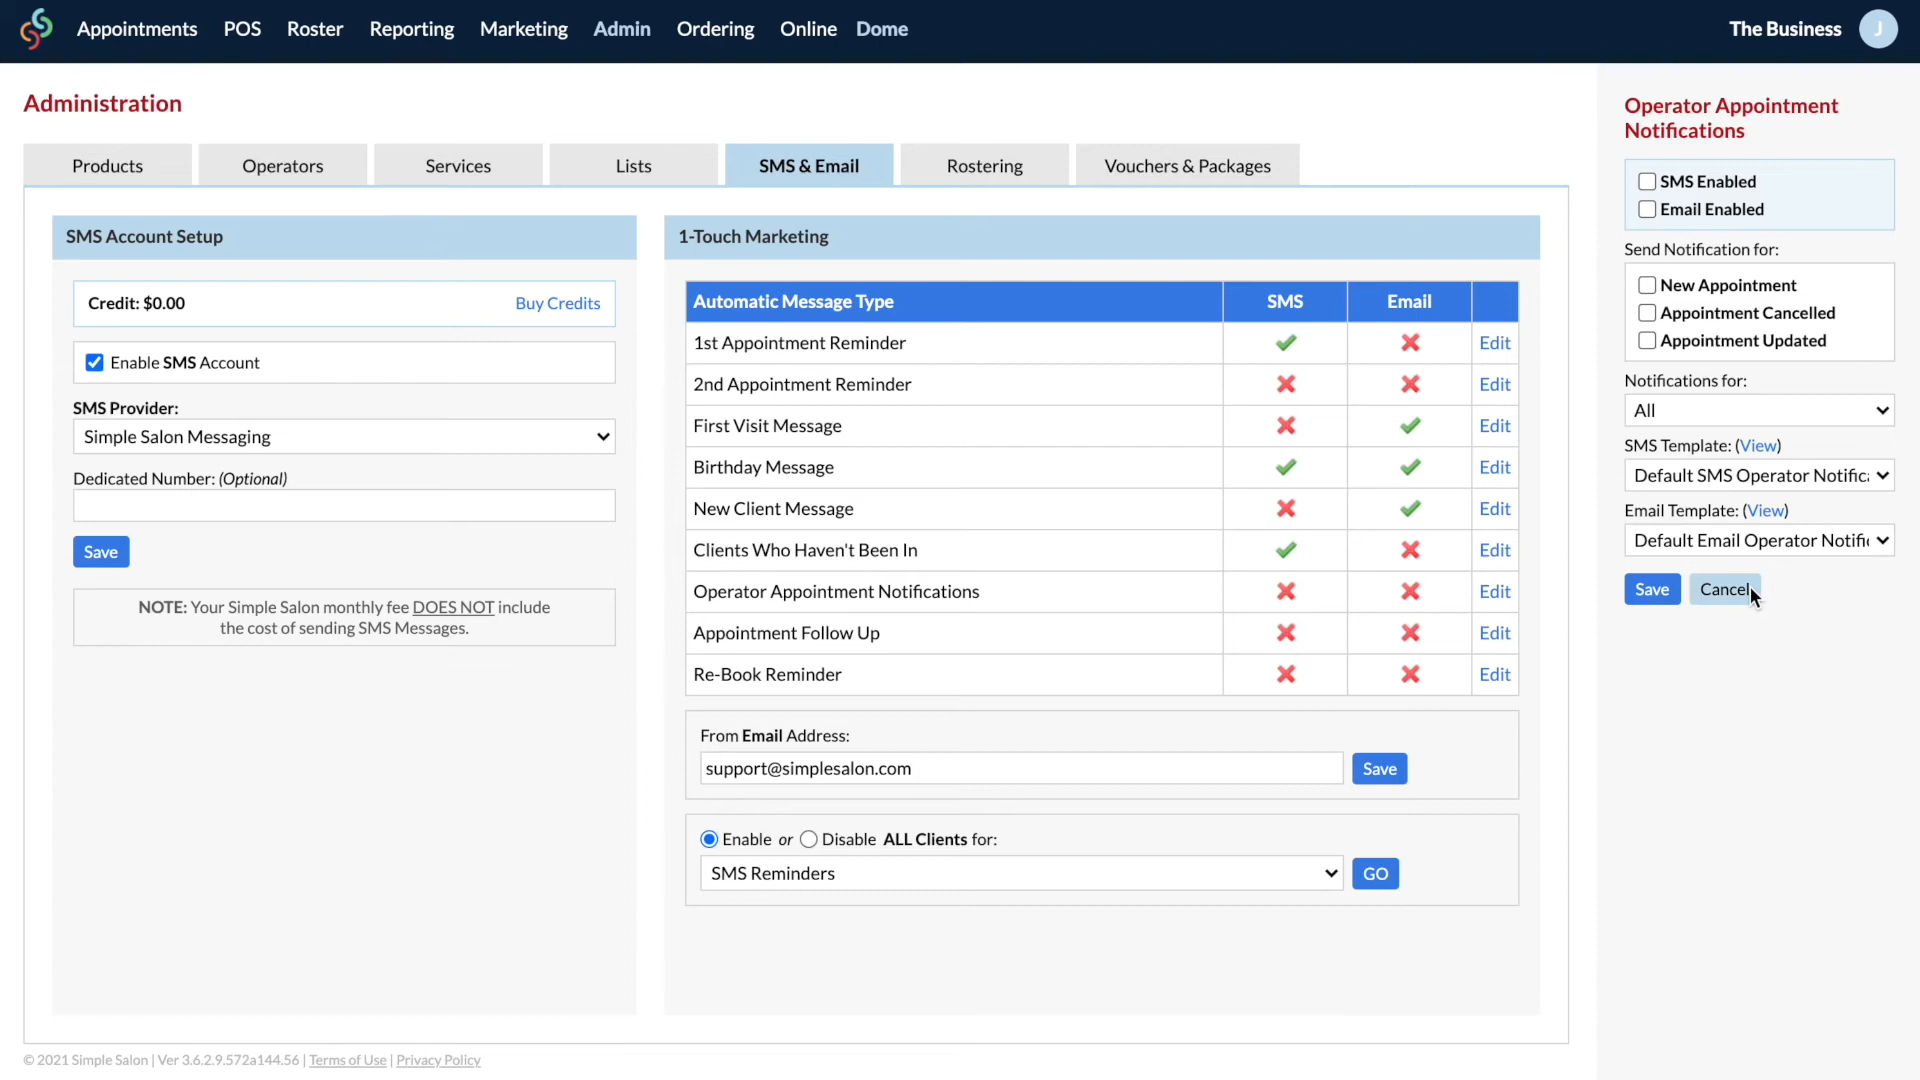 Appointments POS Roster Reporting Marketing Admin Ordering Online Dome The Business J
Administration
Products Operators Services Lists SMS & Email Rostering Vouchers & Packages
SMS Account Setup
Credit: $0.00 Buy Credits
Enable SMS Account
SMS Provider:
Simple Salon Messaging
Dedicated Number: (Optional)
Save
NOTE: Your Simple Salon monthly fee DOES NOT include
the cost of sending SMS Messages.
1-Touch Marketing
Automatic Message Type SMS Email
1st Appointment Reminder Edit
2nd Appointment Reminder Edit
First Visit Message Edit
Birthday Message Edit
New Client Message Edit
Clients Who Haven't Been In Edit
Operator Appointment Notifications Edit
Appointment Follow Up Edit
Re-Book Reminder Edit
From Email Address:
support@simplesalon.com Save
Enable or Disable ALL Clients for:
SMS Reminders GO
Operator Appointment
Notifications
SMS Enabled
Email Enabled
Send Notification for:
New Appointment
Appointment Cancelled
Appointment Updated
Notifications for:
All
SMS Template: (View)
Default SMS Operator Notific
Email Template: (View)
Default Email Operator Notifi
Save Cancel
© 2021 Simple Salon | Ver 3.6.2.9.572a144.56 | Terms of Use | Privacy Policy